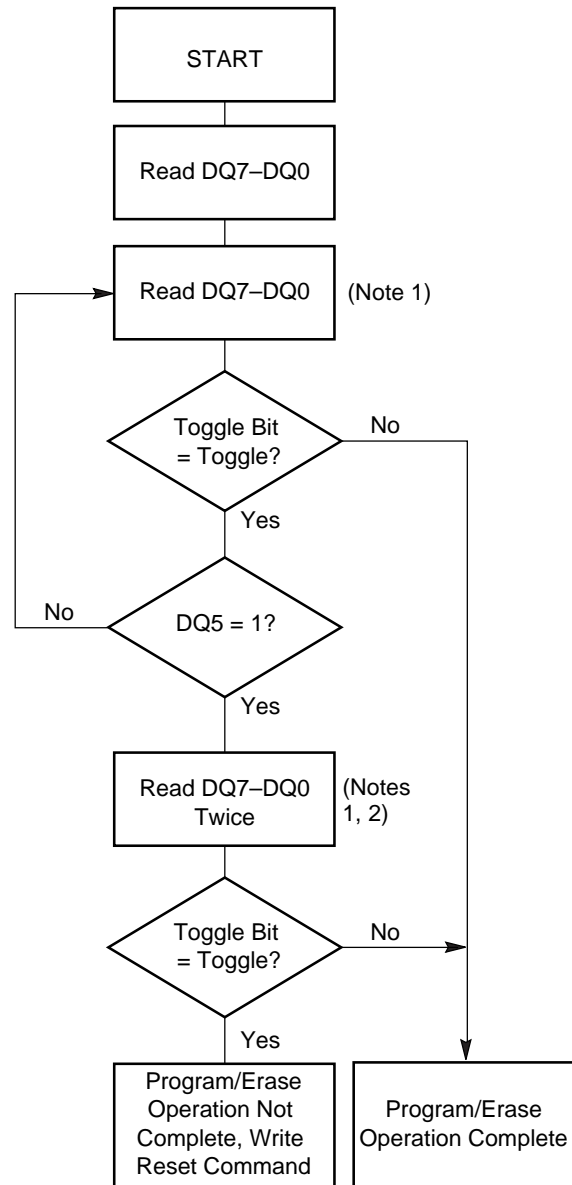 START
Read DQ7–DQ0
Read DQ7–DQ0
(Note 1)
Toggle Bit
= Toggle?
No
Yes
DQ5 = 1?
No
Yes
Read DQ7–DQ0
Twice
(Notes
1, 2)
Toggle Bit
= Toggle?
No
Yes
Program/Erase
Operation Not
Complete, Write
Reset Command
Program/Erase
Operation Complete